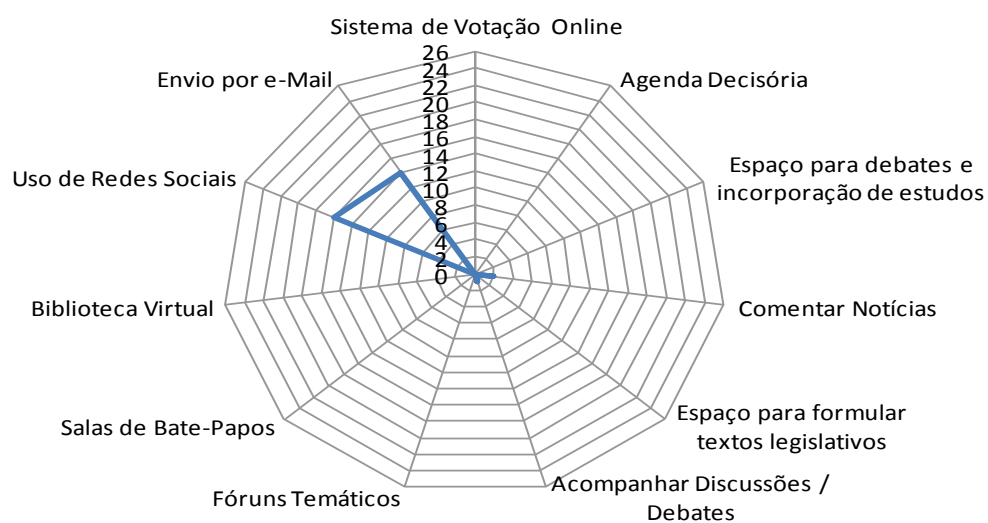 Sistema de Votação Online
26
24
22
20
18
16
14
12
10
8
6
4
2
0
Agenda Decisória
Espaço para debates e
incorporação de estudos
Comentar Notícias
Espaço para formular
textos legislativos
Acompanhar Discussões /
Debates
Fóruns Temáticos
Salas de Bate-Papos
Biblioteca Virtual
Uso de Redes Sociais
Envio por e-Mail